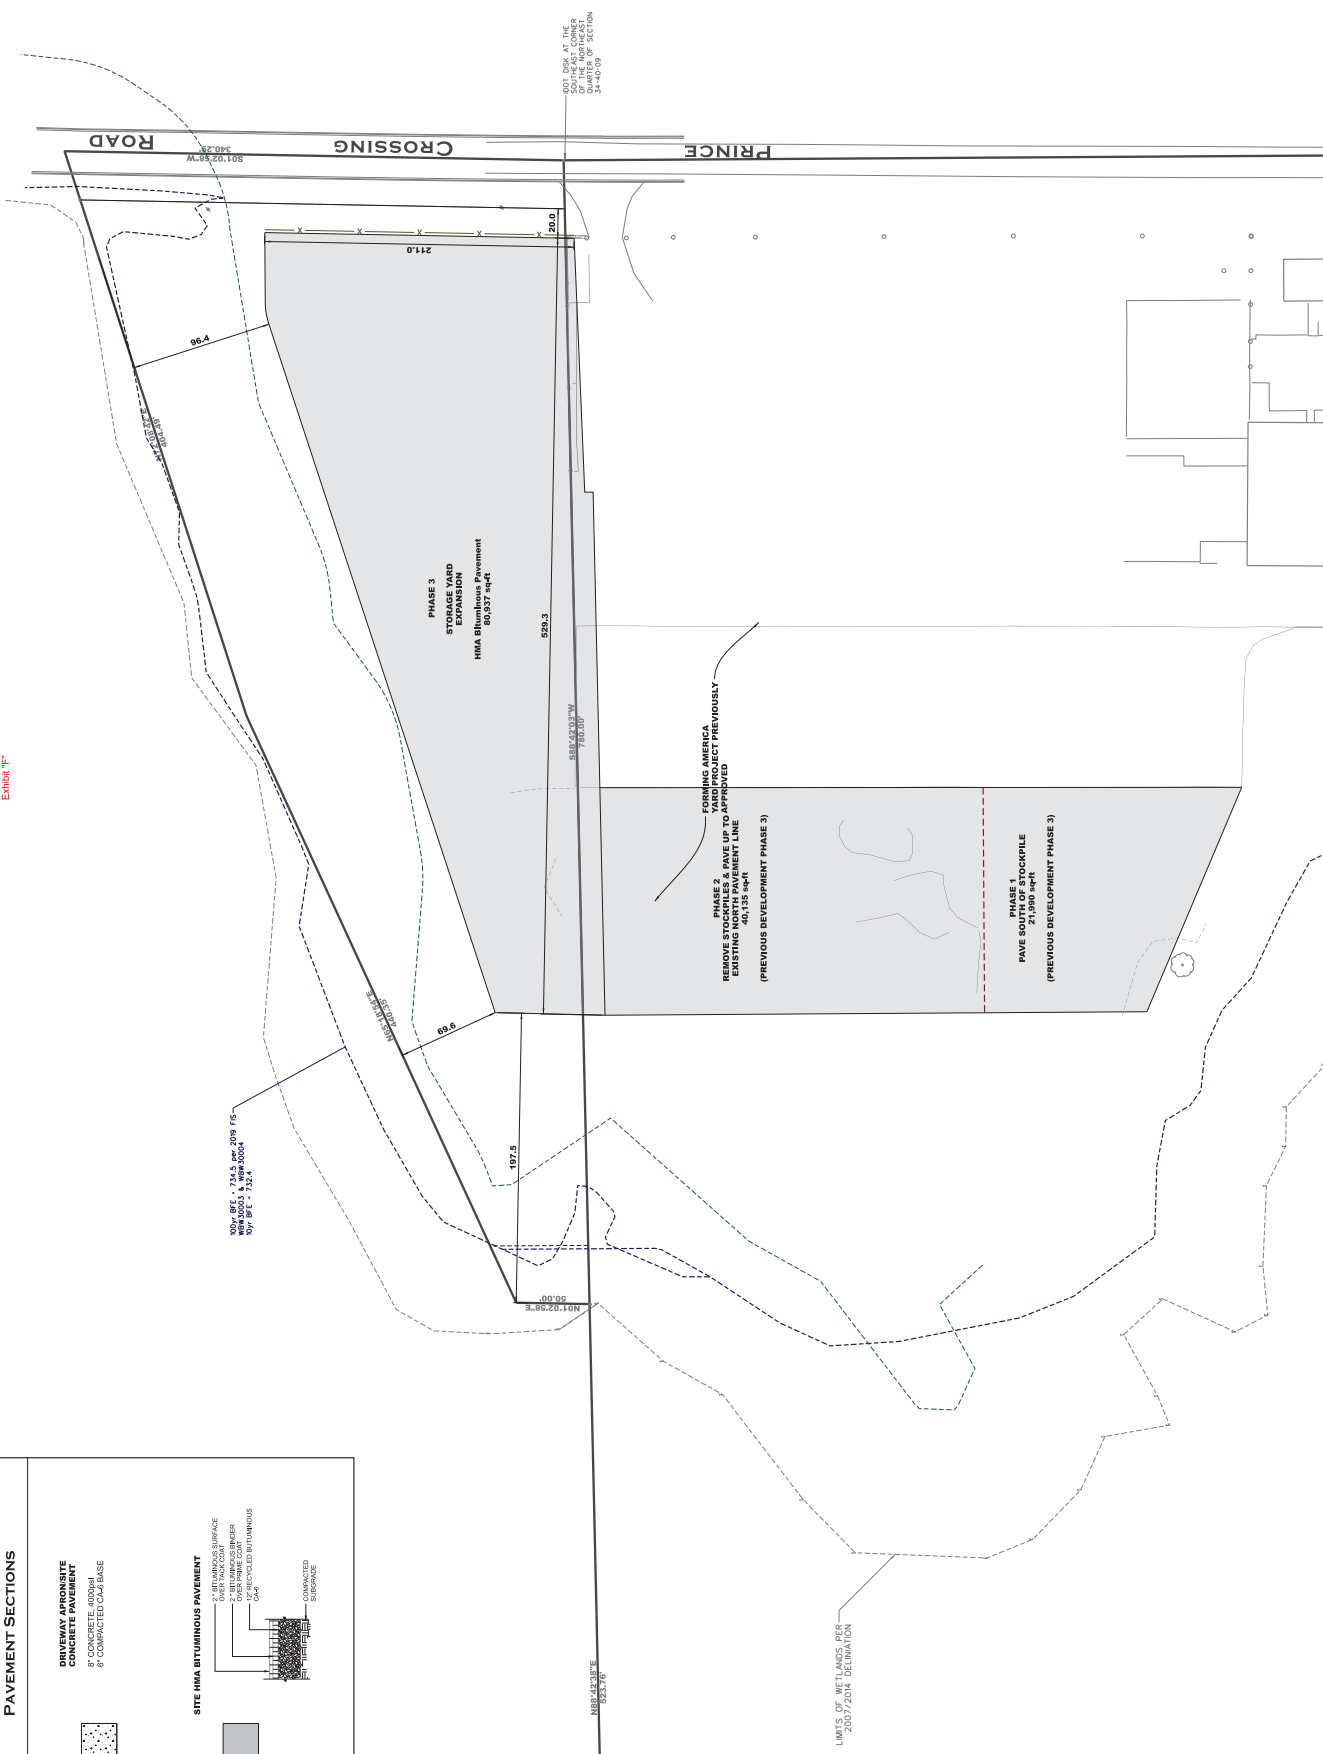 Exhibit "F"
IDOT DISK AT THE
SOUTHEAST CORNER
OF THE NORTHEAST
QUARTER OF SECTION
34-40-09
PRINCE
CROSSING
ROAD
S01°02'58"W
340.29'
20.0
211.0
96.4
404.49'
PHASE 3
STORAGE YARD
EXPANSION
HMA Bituminous Pavement
80,937 sq-ft
529.3
S88°42'03"W
780.00'
FORMING AMERICA
YARD PROJECT PREVIOUSLY
APPROVED
PHASE 2
REMOVE STOCKPILES & PAVE UP TO
EXISTING NORTH PAVEMENT LINE
40,135 sq-ft
(PREVIOUS DEVELOPMENT PHASE 3)
PHASE 1
PAVE SOUTH OF STOCKPILE
21,990 sq-ft
(PREVIOUS DEVELOPMENT PHASE 3)
N65°18'54"E
440.35'
69.6
197.5
100yr BFE = 734.5 per 2019 FIS
WBWJ0003 & WBWJ0004
10yr BFE = 732.4
N01°02'58"E
50.00'
N88°42'38"E
523.76'
LIMITS OF WETLANDS PER
2007/2014 DELINIATION
PAVEMENT SECTIONS
DRIVEWAY APRON/SITE
CONCRETE PAVEMENT
8" CONCRETE, 4000psi
6" COMPACTED CA-6 BASE
SITE HMA BITUMINOUS PAVEMENT
2" BITUMINOUS SURFACE
OVER TACK COAT
2" BITUMINOUS BINDER
OVER PRIME COAT
12" RECYCLED BUTUMINOUS
CA-6
COMPACTED
SUBGRADE